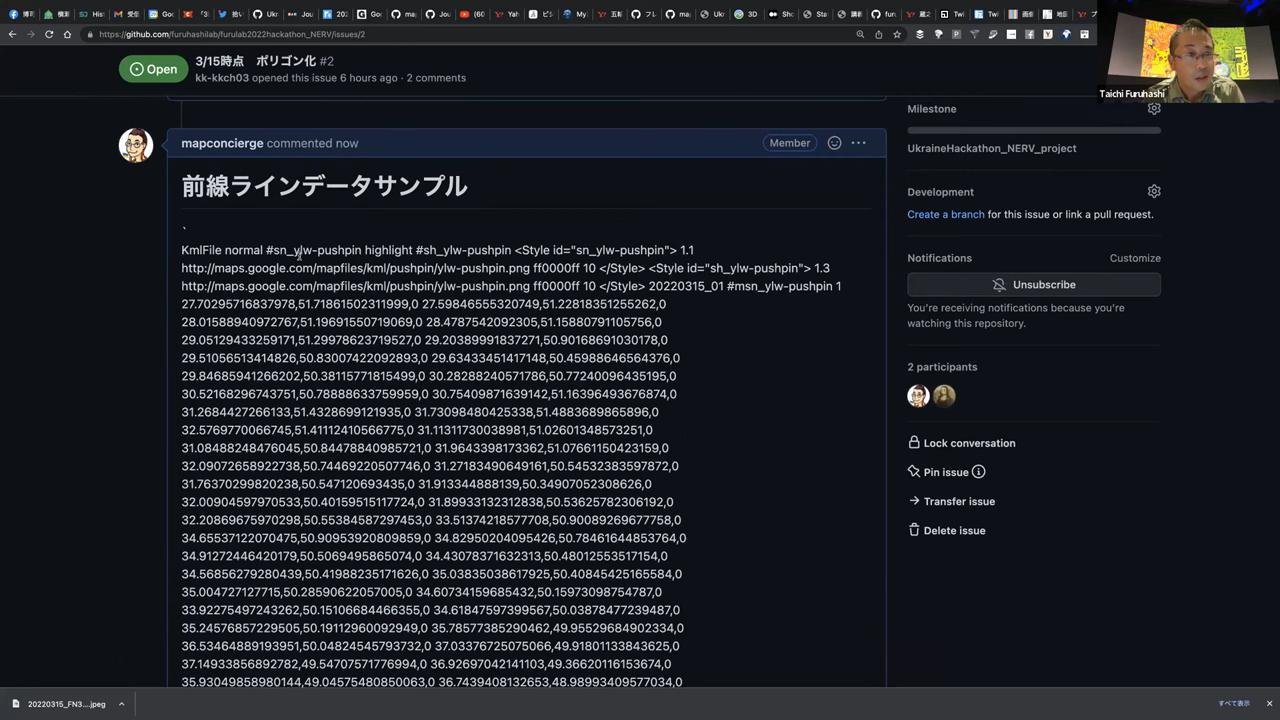 https://github.com/furuhashilab/furulab2022hackathon_NERV/issues/2
Open
3/15時点　ポリゴン化 #2
kk-kkch03 opened this issue 6 hours ago · 2 comments
Taichi Furuhashi
mapconcierge commented now
Member
前線ラインデータサンプル
`
KmlFile normal #sn_ylw-pushpin highlight #sh_ylw-pushpin <Style id="sn_ylw-pushpin"> 1.1
http://maps.google.com/mapfiles/kml/pushpin/ylw-pushpin.png ff0000ff 10 </Style> <Style id="sh_ylw-pushpin"> 1.3
http://maps.google.com/mapfiles/kml/pushpin/ylw-pushpin.png ff0000ff 10 </Style> 20220315_01 #msn_ylw-pushpin 1
27.70295716837978,51.71861502311999,0 27.59846555320749,51.22818351255262,0
28.01588940972767,51.19691550719069,0 28.4787542092305,51.15880791105756,0
29.05129433259171,51.29978623719527,0 29.20389991837271,50.90168691030178,0
29.51056513414826,50.83007422092893,0 29.63433451417148,50.45988646564376,0
29.84685941266202,50.38115771815499,0 30.28288240571786,50.77240096435195,0
30.52168296743751,50.78888633759959,0 30.75409871639142,51.16396493676874,0
31.2684427266133,51.4328699121935,0 31.73098480425338,51.4883689865896,0
32.5769770066745,51.41112410566775,0 31.11311730038981,51.02601348573251,0
31.08488248476045,50.84478840985721,0 31.9643398173362,51.07661150423159,0
32.09072658922738,50.74469220507746,0 31.27183490649161,50.54532383597872,0
31.76370299820238,50.547120693435,0 31.913344888139,50.34907052308626,0
32.00904597970533,50.40159515117724,0 31.89933132312838,50.53625782306192,0
32.20869675970298,50.55384587297453,0 33.51374218577708,50.90089269677758,0
34.65337122070475,50.90953920809859,0 34.82950204095426,50.78461644853764,0
34.91272446420179,50.5069495865074,0 34.43078371632313,50.48012553517154,0
34.56856279280439,50.41988235171626,0 35.03835038617925,50.40845425165584,0
35.004727127715,50.28590622057005,0 34.60734159685432,50.15973098754787,0
33.92275497243262,50.15106684466355,0 34.61847597399567,50.03878477239487,0
35.24576857229505,50.19112960092949,0 35.78577385290462,49.95529684902334,0
36.53464889193951,50.04824545793732,0 37.03376725075066,49.91801133843625,0
37.14933856892782,49.54707571776994,0 36.92697042141103,49.36620116153674,0
35.93049858980144,49.04575480850063,0 36.7439408132653,48.98993409577034,0
Milestone
UkraineHackathon_NERV_project
Development
Create a branch for this issue or link a pull request.
Notifications
Customize
Unsubscribe
You're receiving notifications because you're
watching this repository.
2 participants
Lock conversation
Pin issue
Transfer issue
Delete issue
20220315_FN3....jpeg
すべて表示